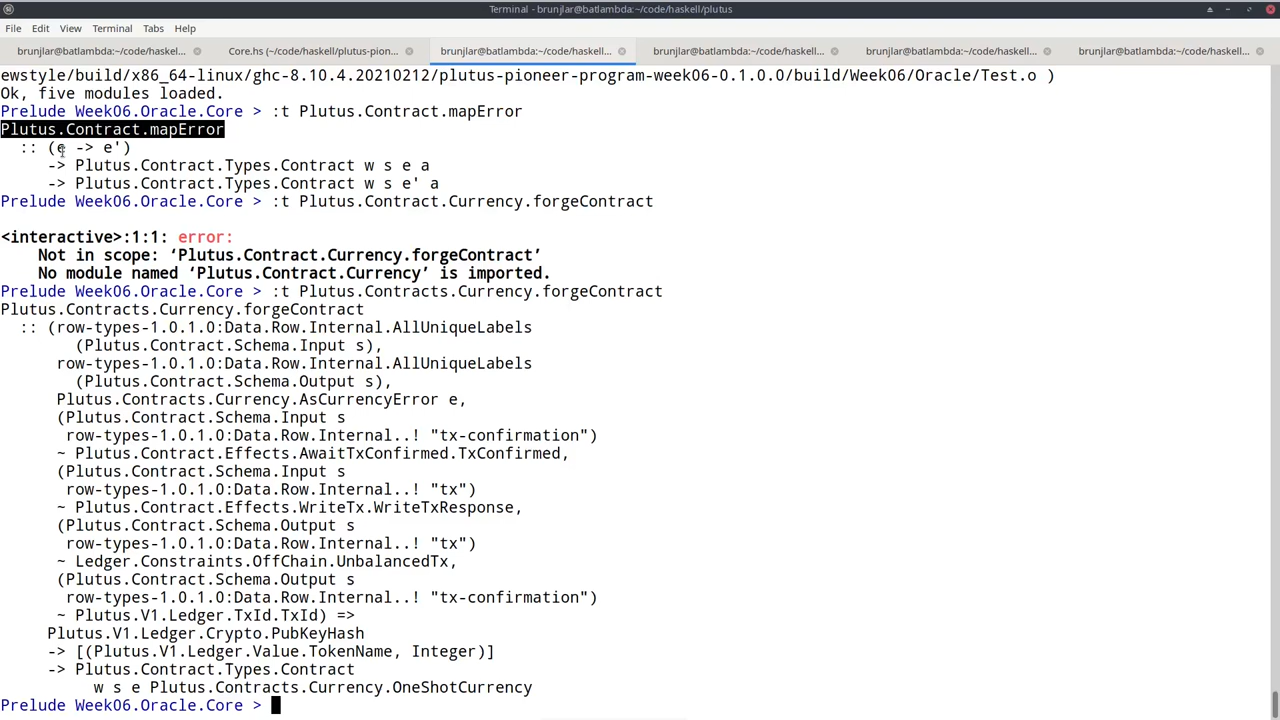 Terminal - brunjlar@batlambda:~/code/haskell/plutus
File Edit View Terminal Tabs Help
brunjlar@batlambda:~/code/haskell... Core.hs (~/code/haskell/plutus-pion... brunjlar@batlambda:~/code/haskell... brunjlar@batlambda:~/code/haskell... brunjlar@batlambda:~/code/haskell... brunjlar@batlambda:~/code/haskell...
ewstyle/build/x86_64-linux/ghc-8.10.4.20210212/plutus-pioneer-program-week06-0.1.0.0/build/Week06/Oracle/Test.o )
Ok, five modules loaded.
Prelude Week06.Oracle.Core > :t Plutus.Contract.mapError
Plutus.Contract.mapError
  :: (e -> e')
     -> Plutus.Contract.Types.Contract w s e a
     -> Plutus.Contract.Types.Contract w s e' a
Prelude Week06.Oracle.Core > :t Plutus.Contract.Currency.forgeContract
<interactive>:1:1: error:
    Not in scope: ‘Plutus.Contract.Currency.forgeContract’
    No module named ‘Plutus.Contract.Currency’ is imported.
Prelude Week06.Oracle.Core > :t Plutus.Contracts.Currency.forgeContract
Plutus.Contracts.Currency.forgeContract
  :: (row-types-1.0.1.0:Data.Row.Internal.AllUniqueLabels
        (Plutus.Contract.Schema.Input s),
      row-types-1.0.1.0:Data.Row.Internal.AllUniqueLabels
        (Plutus.Contract.Schema.Output s),
      Plutus.Contracts.Currency.AsCurrencyError e,
      (Plutus.Contract.Schema.Input s
       row-types-1.0.1.0:Data.Row.Internal..! "tx-confirmation")
      ~ Plutus.Contract.Effects.AwaitTxConfirmed.TxConfirmed,
      (Plutus.Contract.Schema.Input s
       row-types-1.0.1.0:Data.Row.Internal..! "tx")
      ~ Plutus.Contract.Effects.WriteTx.WriteTxResponse,
      (Plutus.Contract.Schema.Output s
       row-types-1.0.1.0:Data.Row.Internal..! "tx")
      ~ Ledger.Constraints.OffChain.UnbalancedTx,
      (Plutus.Contract.Schema.Output s
       row-types-1.0.1.0:Data.Row.Internal..! "tx-confirmation")
      ~ Plutus.V1.Ledger.TxId.TxId) =>
     Plutus.V1.Ledger.Crypto.PubKeyHash
     -> [(Plutus.V1.Ledger.Value.TokenName, Integer)]
     -> Plutus.Contract.Types.Contract
          w s e Plutus.Contracts.Currency.OneShotCurrency
Prelude Week06.Oracle.Core >